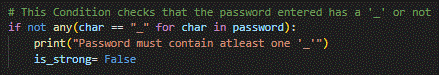 # This Condition checks that the password entered has a '_' or not
if not any(char == "_" for char in password):
    print("Password must contain atleast one '_'")
    is_strong= False